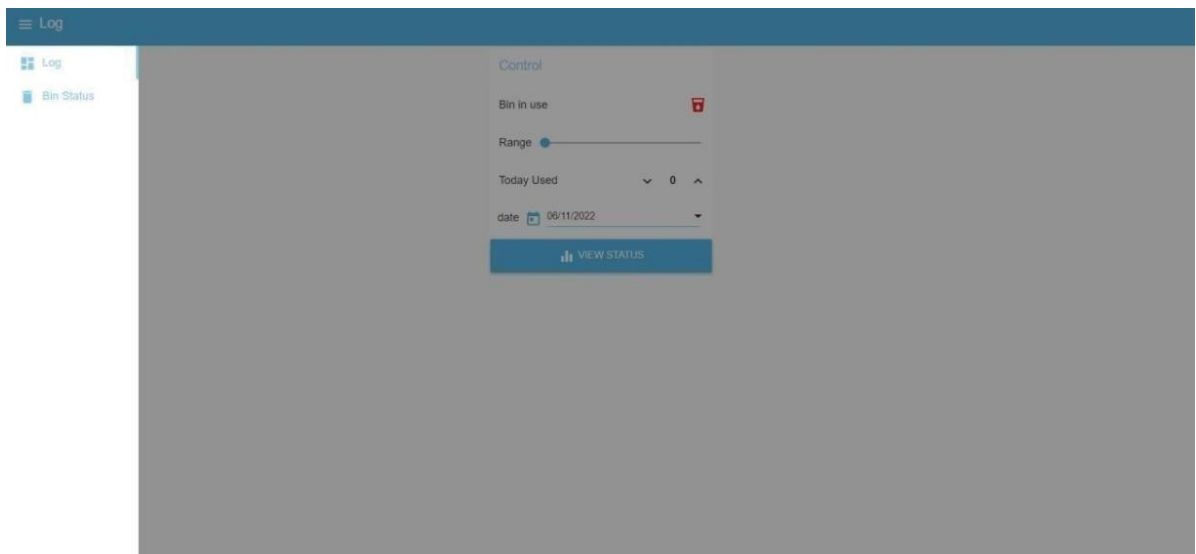 Log
Log
Bin Status
Control
Bin in use
Range
Today Used 0
date 06/11/2022
VIEW STATUS